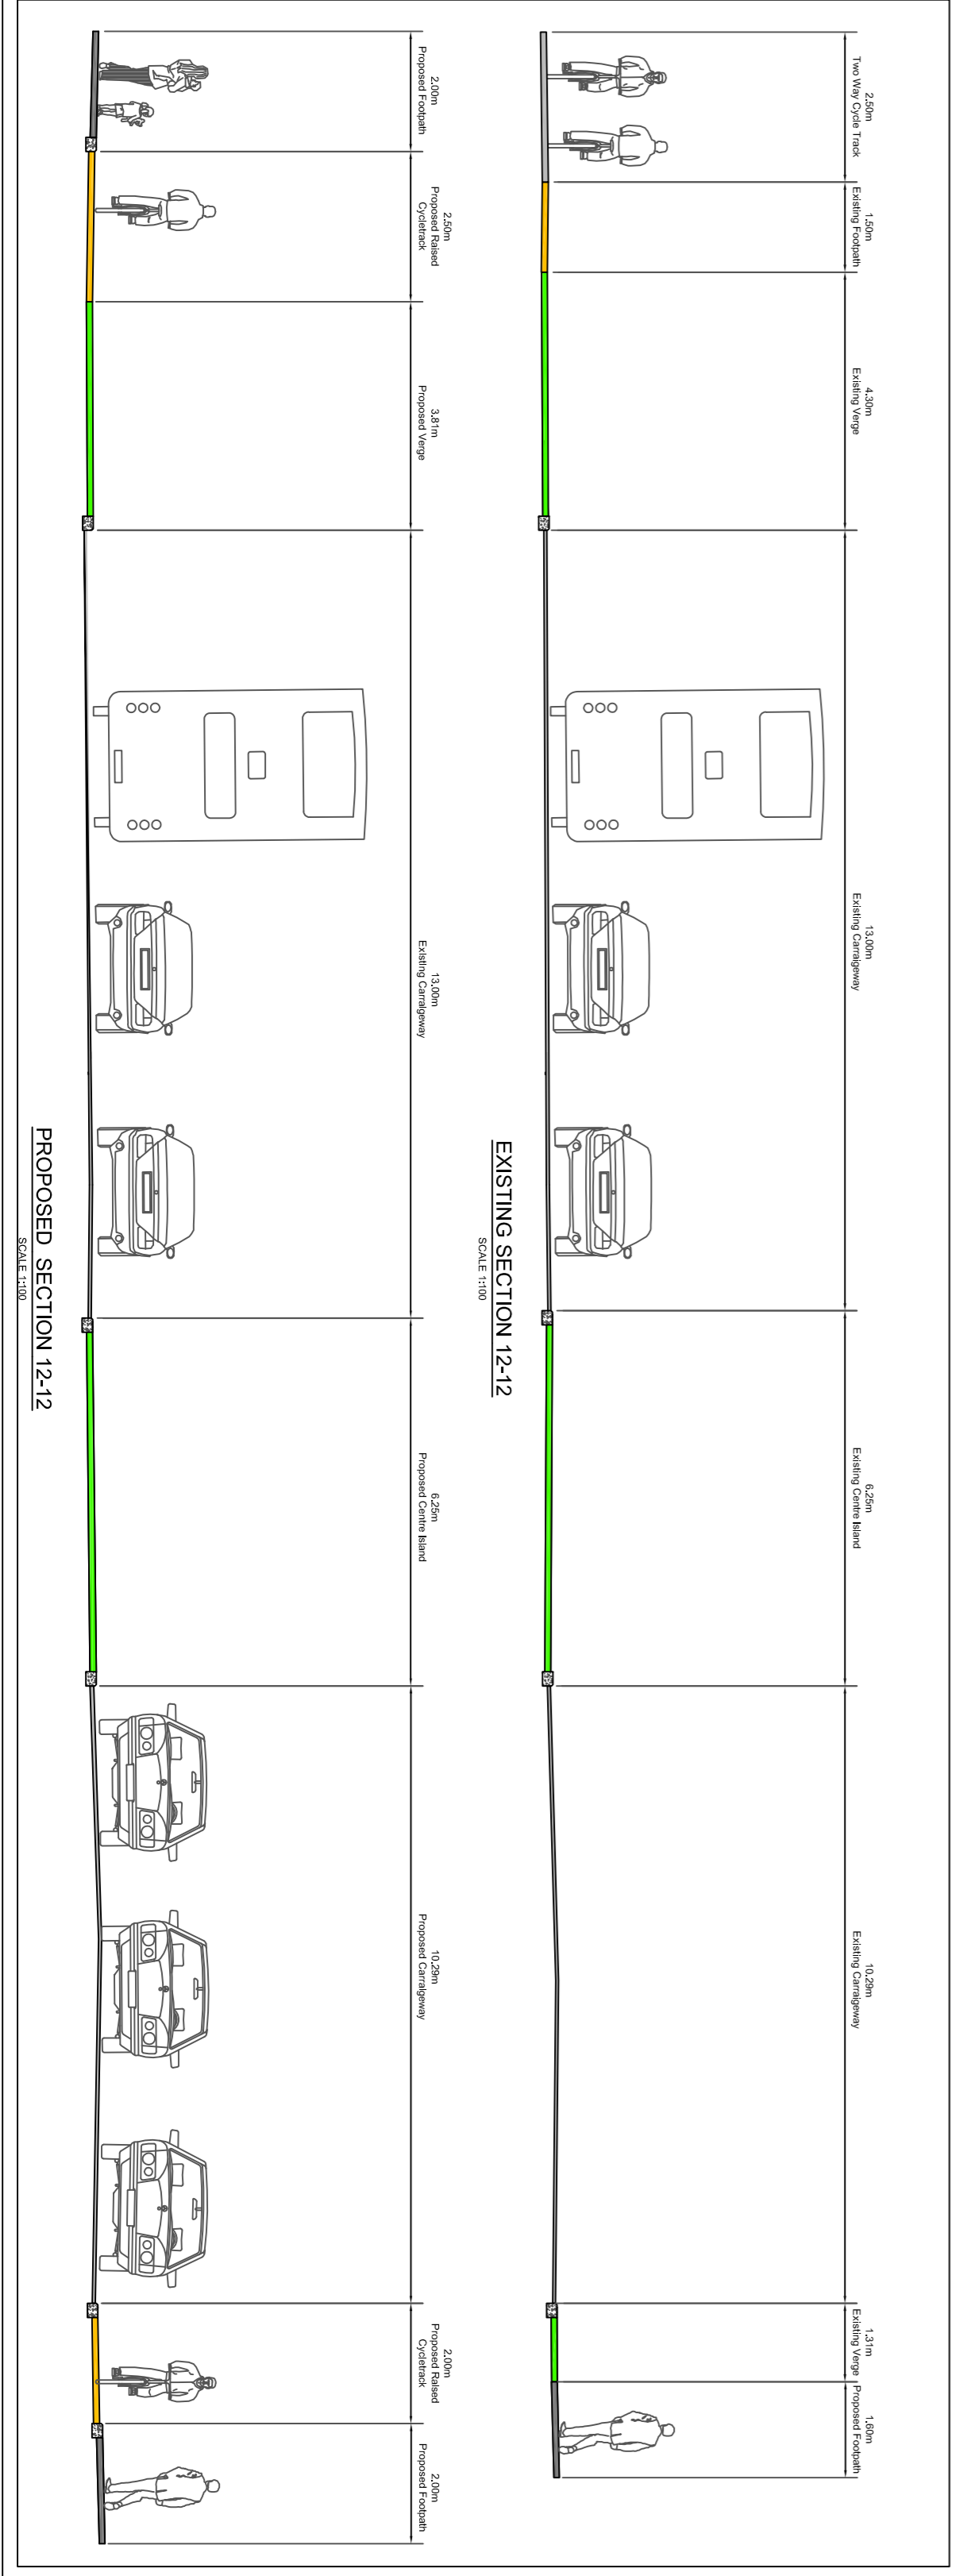 2.50m
Two Way Cycle Track
1.50m
Existing Footpath
4.30m
Existing Verge
13.00m
Existing Carraigeway
6.25m
Existing Centre Island
10.29m
Existing Carraigeway
1.31m
Existing Verge
1.60m
Proposed Footpath
EXISTING SECTION 12-12
SCALE 1:100
2.00m
Proposed Footpath
2.50m
Proposed Raised
Cycletrack
3.81m
Proposed Verge
13.00m
Existing Carraigeway
6.25m
Proposed Centre Island
10.29m
Proposed Carraigeway
2.00m
Proposed Raised
Cycletrack
2.00m
Proposed Footpath
PROPOSED SECTION 12-12
SCALE 1:100